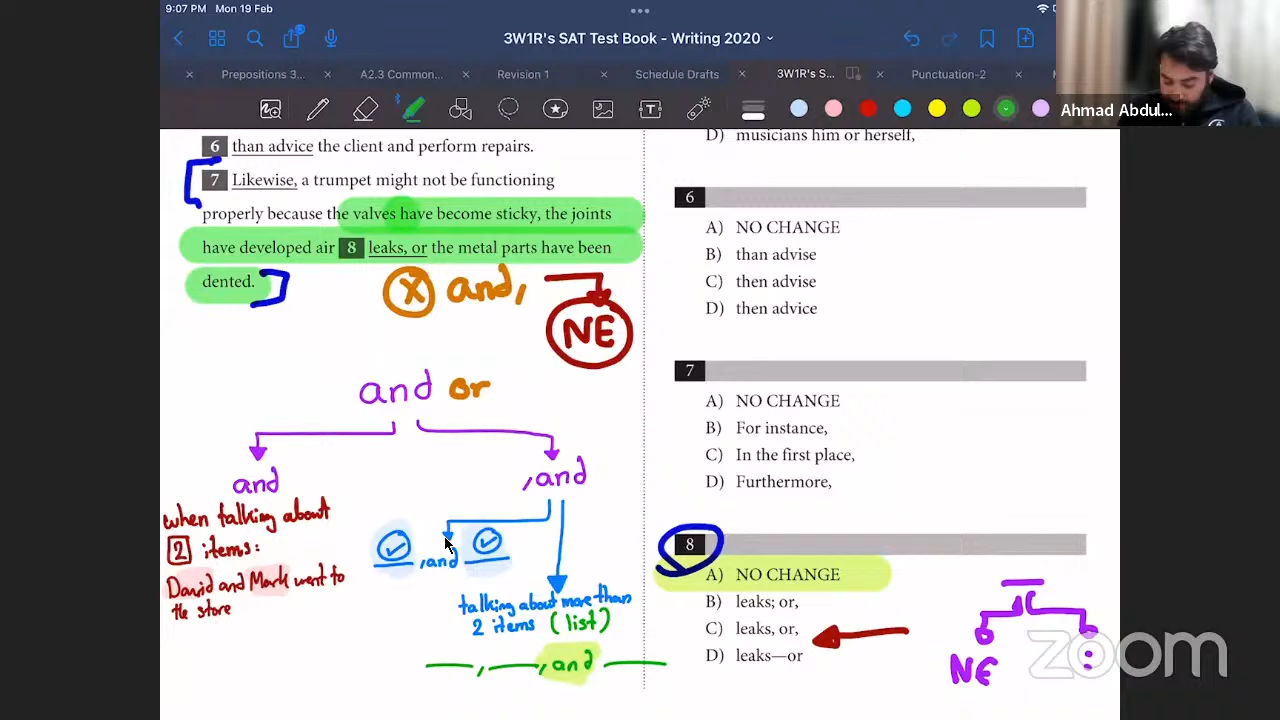 9:07 PM Mon 19 Feb
3W1R's SAT Test Book - Writing 2020
Prepositions 3...
A2.3 Common...
Revision 1
Schedule Drafts
3W1R's S...
Punctuation-2
Ahmad Abdul...
6 than advice the client and perform repairs.
7 Likewise, a trumpet might not be functioning
properly because the valves have become sticky, the joints
have developed air 8 leaks, or the metal parts have been
dented.
X and,
NE
and or
and
,and
when talking about
2 items:
David and Mark went to
the store
,and
talking about more than
2 items (list)
___, ___, and ___
D) musicians him or herself,
6
A) NO CHANGE
B) than advise
C) then advise
D) then advice
7
A) NO CHANGE
B) For instance,
C) In the first place,
D) Furthermore,
8
A) NO CHANGE
B) leaks; or,
C) leaks, or,
D) leaks—or
NE
:
zoom